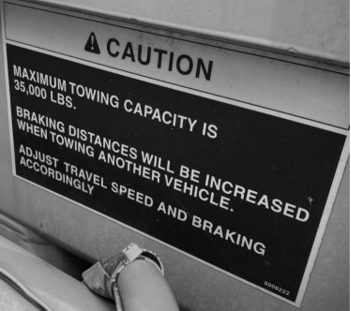 CAUTION
MAXIMUM TOWING CAPACITY IS
35,000 LBS.
BRAKING DISTANCES WILL BE INCREASED
WHEN TOWING ANOTHER VEHICLE.
ADJUST TRAVEL SPEED AND BRAKING
ACCORDINGLY